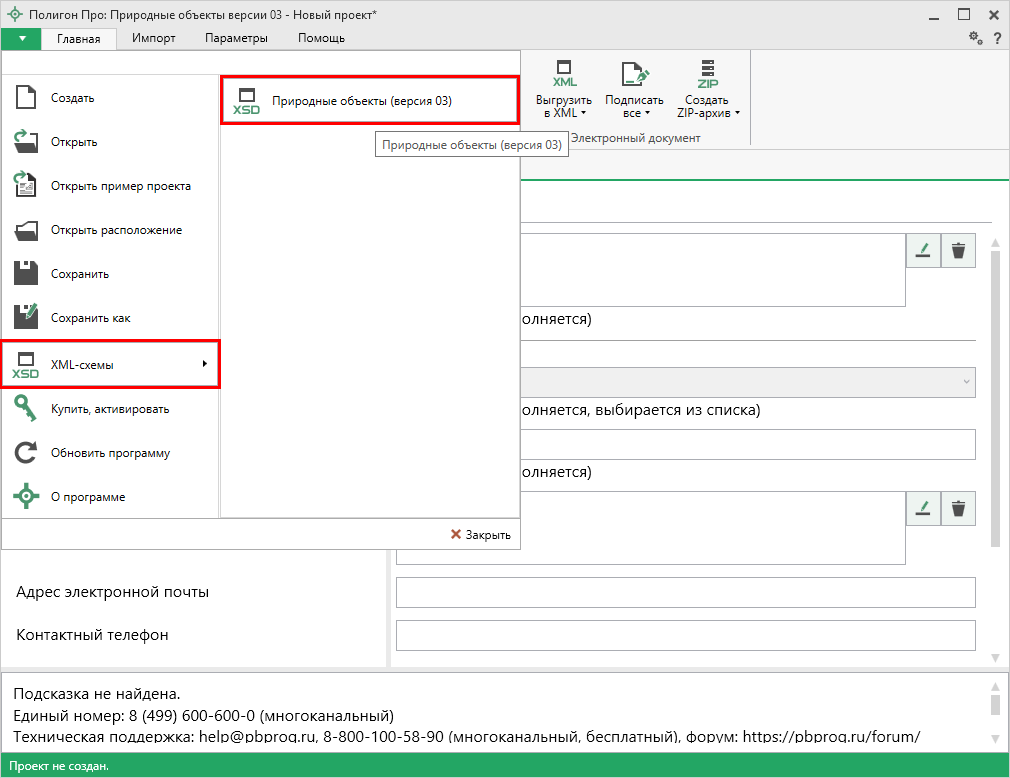 Полигон Про: Природные объекты версии 03 - Новый проект*
Главная Импорт Параметры Помощь
?
Создать
Открыть
Открыть пример проекта
Открыть расположение
Сохранить
Сохранить как
XSD XML-схемы
Купить, активировать
Обновить программу
О программе
XSD Природные объекты (версия 03)
Природные объекты (версия 03)
Закрыть
XML
Выгрузить
в XML
Подписать
все
ZIP
Создать
ZIP-архив
Электронный документ
олняется)
олняется, выбирается из списка)
олняется)
Адрес электронной почты
Контактный телефон
Подсказка не найдена.
Единый номер: 8 (499) 600-600-0 (многоканальный)
Техническая поддержка: help@pbprog.ru, 8-800-100-58-90 (многоканальный, бесплатный), форум: https://pbprog.ru/forum/
Проект не создан.